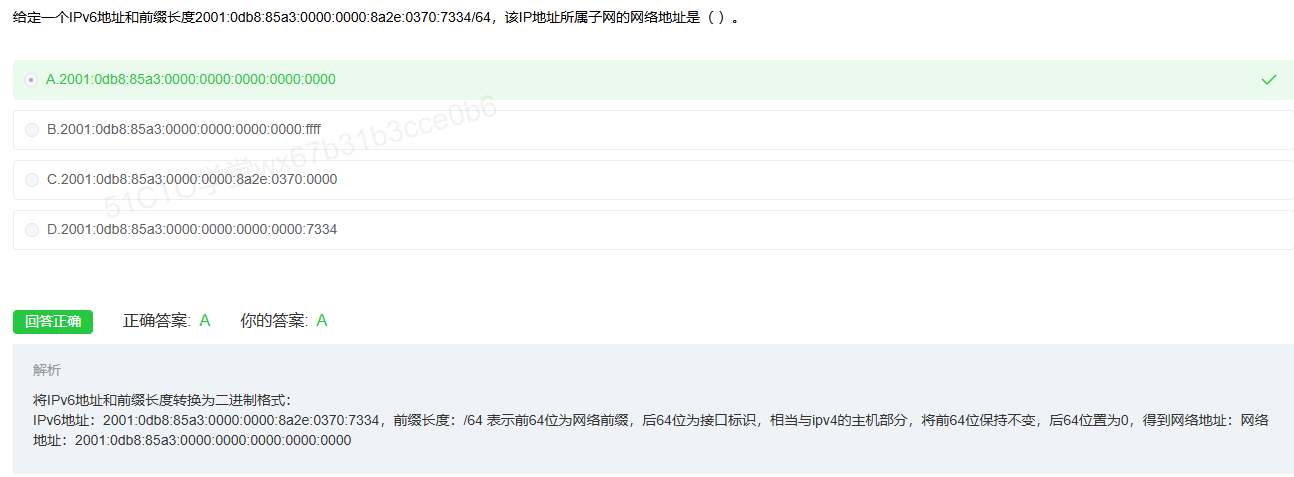 给定一个IPv6地址和前缀长度2001:0db8:85a3:0000:0000:8a2e:0370:7334/64，该IP地址所属子网的网络地址是（ ）。
A.2001:0db8:85a3:0000:0000:0000:0000:0000
B.2001:0db8:85a3:0000:0000:0000:0000:ffff
C.2001:0db8:85a3:0000:0000:8a2e:0370:0000
D.2001:0db8:85a3:0000:0000:0000:0000:7334
51CTO学堂wx67b31b3cce0b6
回答正确 正确答案: A 你的答案: A
解析
将IPv6地址和前缀长度转换为二进制格式：
IPv6地址：2001:0db8:85a3:0000:0000:8a2e:0370:7334，前缀长度：/64 表示前64位为网络前缀，后64位为接口标识，相当与ipv4的主机部分，将前64位保持不变，后64位置为0，得到网络地址：网络
地址：2001:0db8:85a3:0000:0000:0000:0000:0000